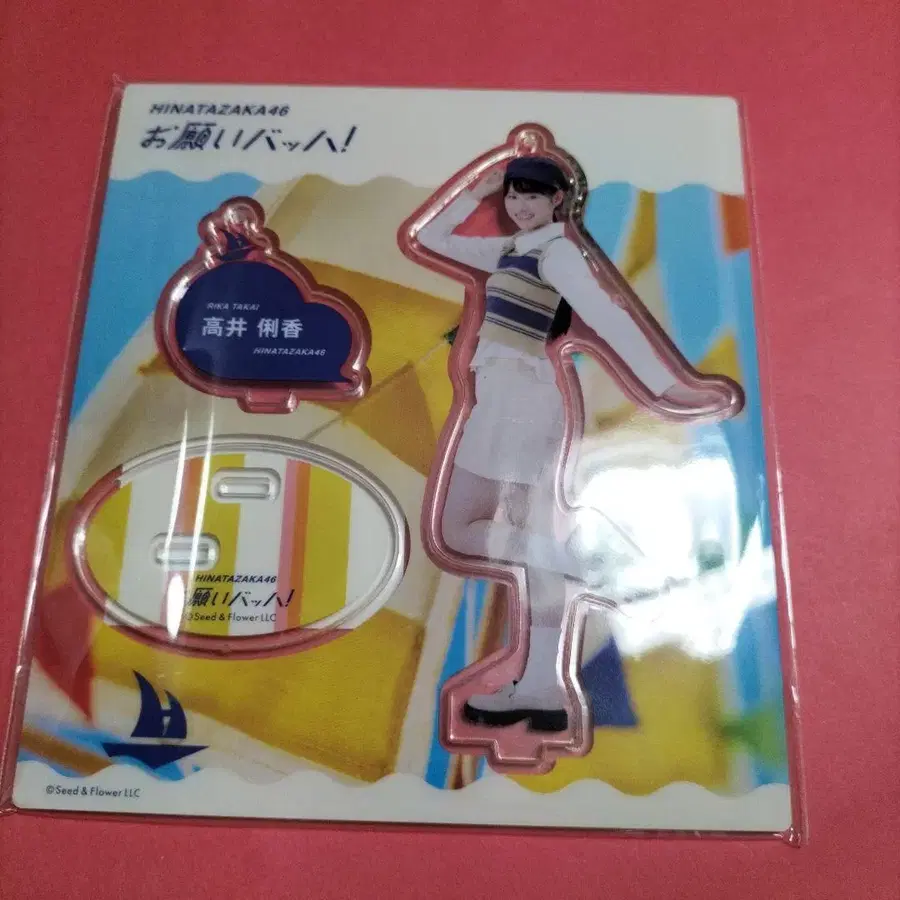 HINATAZAKA46
お願いバッハ!
RIKA TAKAI
高井 俐香
HINATAZAKA46
HINATAZAKA46
お願いバッハ!
©Seed & Flower LLC
©Seed & Flower LLC